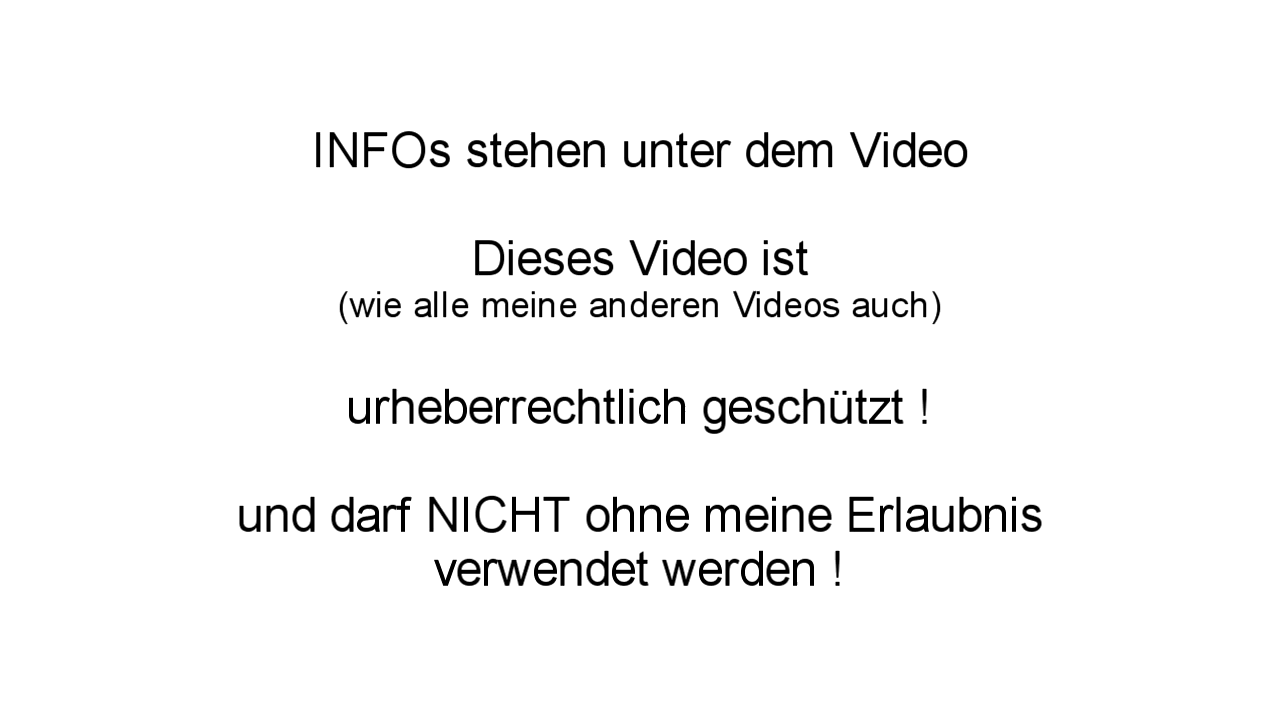 INFOs stehen unter dem Video
Dieses Video ist
(wie alle meine anderen Videos auch)
urheberrechtlich geschützt !
und darf NICHT ohne meine Erlaubnis
verwendet werden !